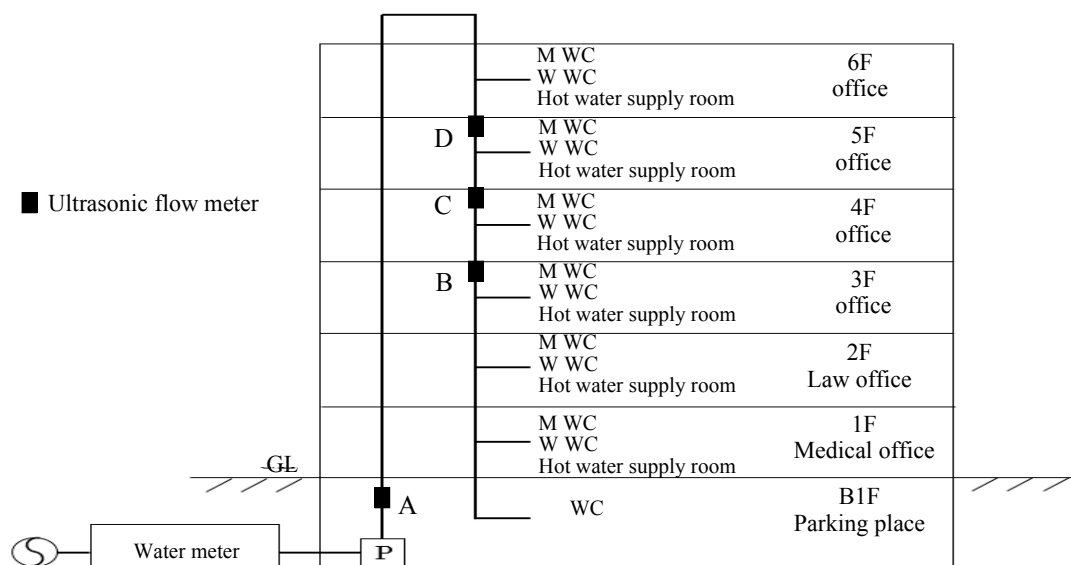 M WC
W WC
Hot water supply room
6F
office
D
M WC
W WC
Hot water supply room
5F
office
Ultrasonic flow meter
C
M WC
W WC
Hot water supply room
4F
office
B
M WC
W WC
Hot water supply room
3F
office
M WC
W WC
Hot water supply room
2F
Law office
M WC
W WC
Hot water supply room
1F
Medical office
GL
A
WC
B1F
Parking place
S
Water meter
P